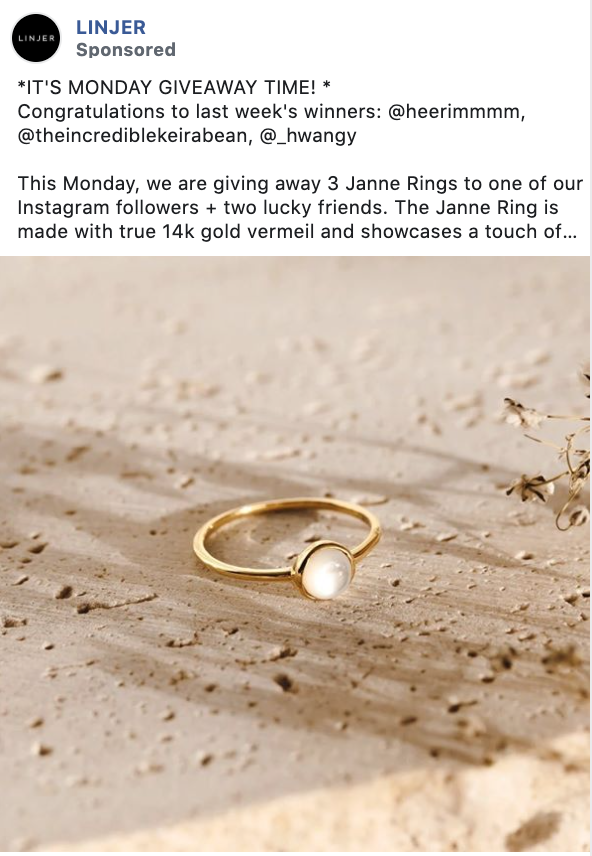 LINJER
LINJER
Sponsored
*IT'S MONDAY GIVEAWAY TIME! *
Congratulations to last week's winners: @heerimmmm,
@theincrediblekeirabean, @_hwangy
This Monday, we are giving away 3 Janne Rings to one of our
Instagram followers + two lucky friends. The Janne Ring is
made with true 14k gold vermeil and showcases a touch of...